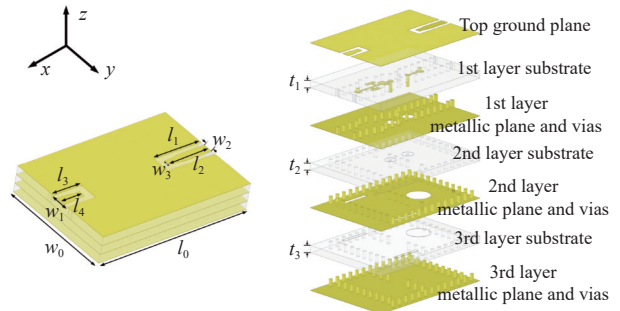 z
x
y
l1
w2
w3
l2
l3
w1
l4
w0
l0
Top ground plane
t1
1st layer substrate
1st layer
metallic plane and vias
t2
2nd layer substrate
2nd layer
metallic plane and vias
t3
3rd layer substrate
3rd layer
metallic plane and vias